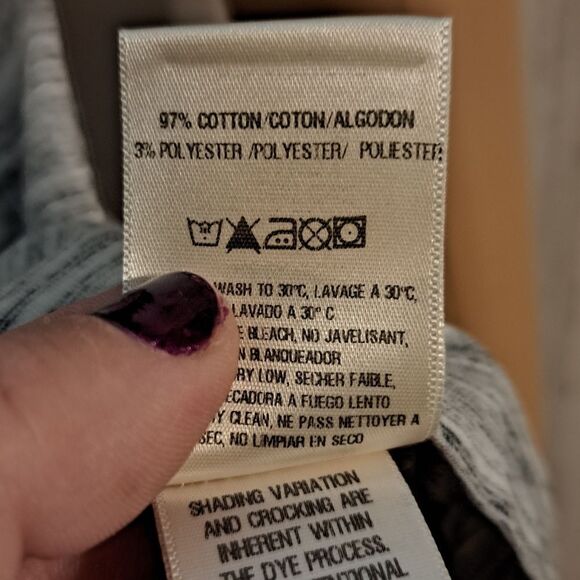 97% COTTON/COTON/ALGODON
3% POLYESTER /POLYESTER/ POLIESTER
WASH TO 30°C, LAVAGE A 30°C,
LAVADO A 30° C
BLEACH, NO JAVELISANT,
BLANQUEADOR
LOW, SECHER FAIBLE,
A FUEGO LENTO
CLEAN, NE PASS NETTOYER A
SEC, NO LIMPIAR EN SECO
SHADING VARIATION
AND CROCKING ARE
INHERENT WITHIN
THE DYE PROCESS.